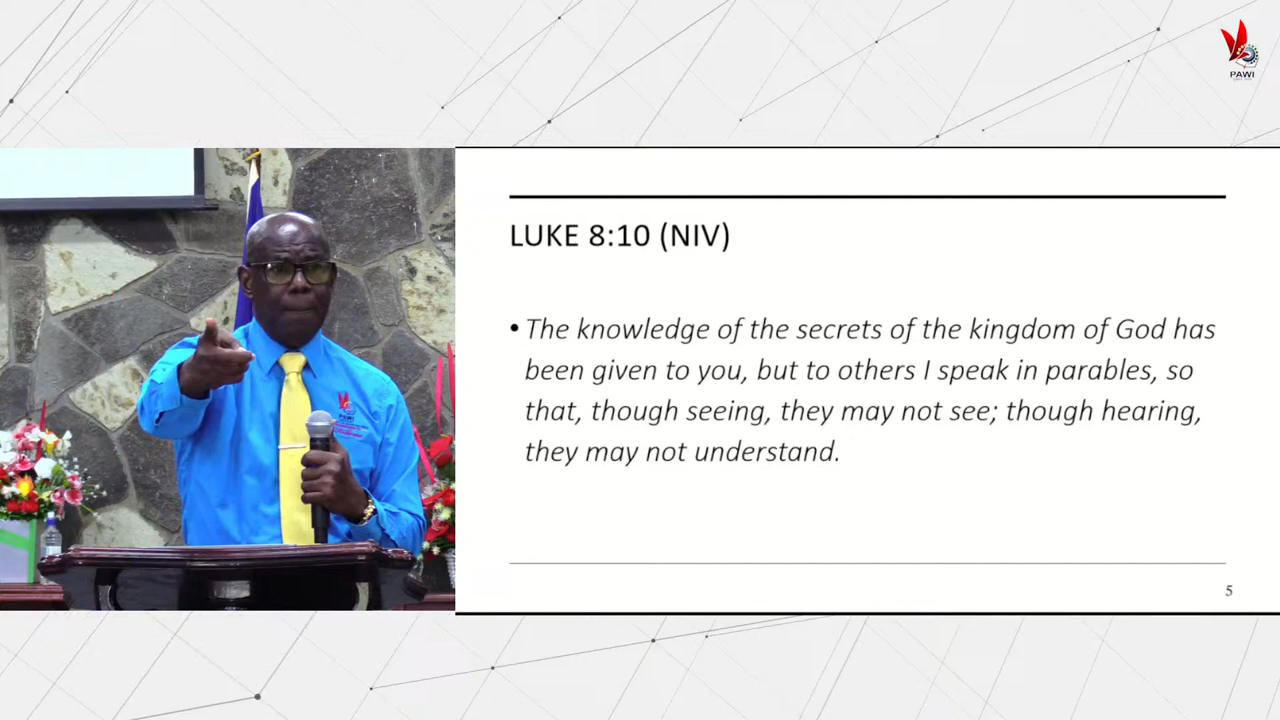 PAWI
LUKE 8:10 (NIV)
• The knowledge of the secrets of the kingdom of God has
been given to you, but to others I speak in parables, so
that, though seeing, they may not see; though hearing,
they may not understand.
5
PAWI